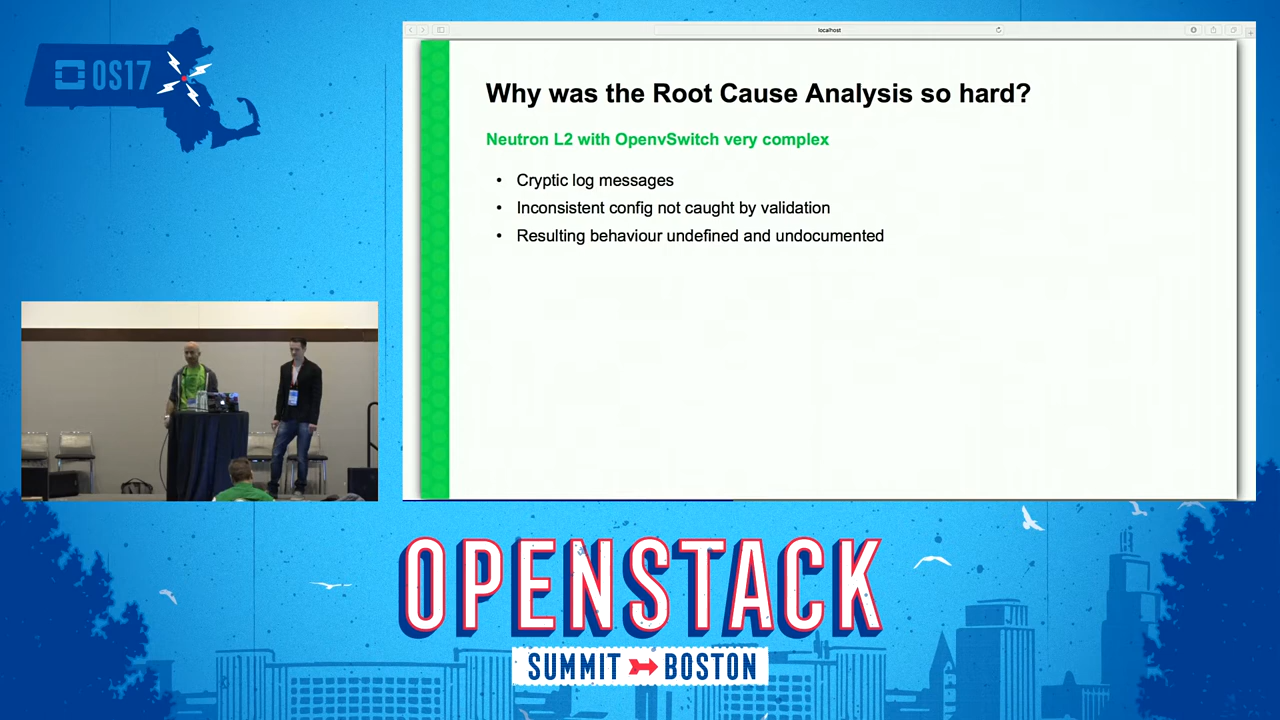 OS17
localhost
Why was the Root Cause Analysis so hard?
Neutron L2 with OpenvSwitch very complex
• Cryptic log messages
• Inconsistent config not caught by validation
• Resulting behaviour undefined and undocumented
OPENSTACK
SUMMIT BOSTON